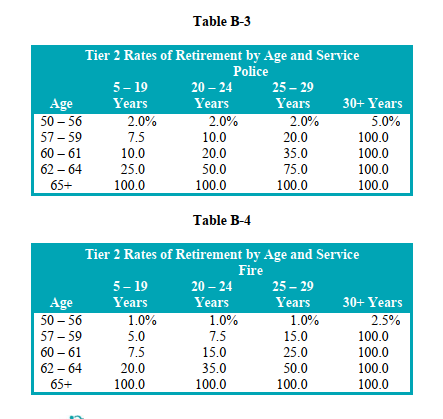 Table B-3
Tier 2 Rates of Retirement by Age and Service
Police
5 – 19 20 – 24 25 – 29
Age Years Years Years 30+ Years
50 – 56 2.0% 2.0% 2.0% 5.0%
57 – 59 7.5 10.0 20.0 100.0
60 – 61 10.0 20.0 35.0 100.0
62 – 64 25.0 50.0 75.0 100.0
65+ 100.0 100.0 100.0 100.0
Table B-4
Tier 2 Rates of Retirement by Age and Service
Fire
5 – 19 20 – 24 25 – 29
Age Years Years Years 30+ Years
50 – 56 1.0% 1.0% 1.0% 2.5%
57 – 59 5.0 7.5 15.0 100.0
60 – 61 7.5 15.0 25.0 100.0
62 – 64 20.0 35.0 50.0 100.0
65+ 100.0 100.0 100.0 100.0